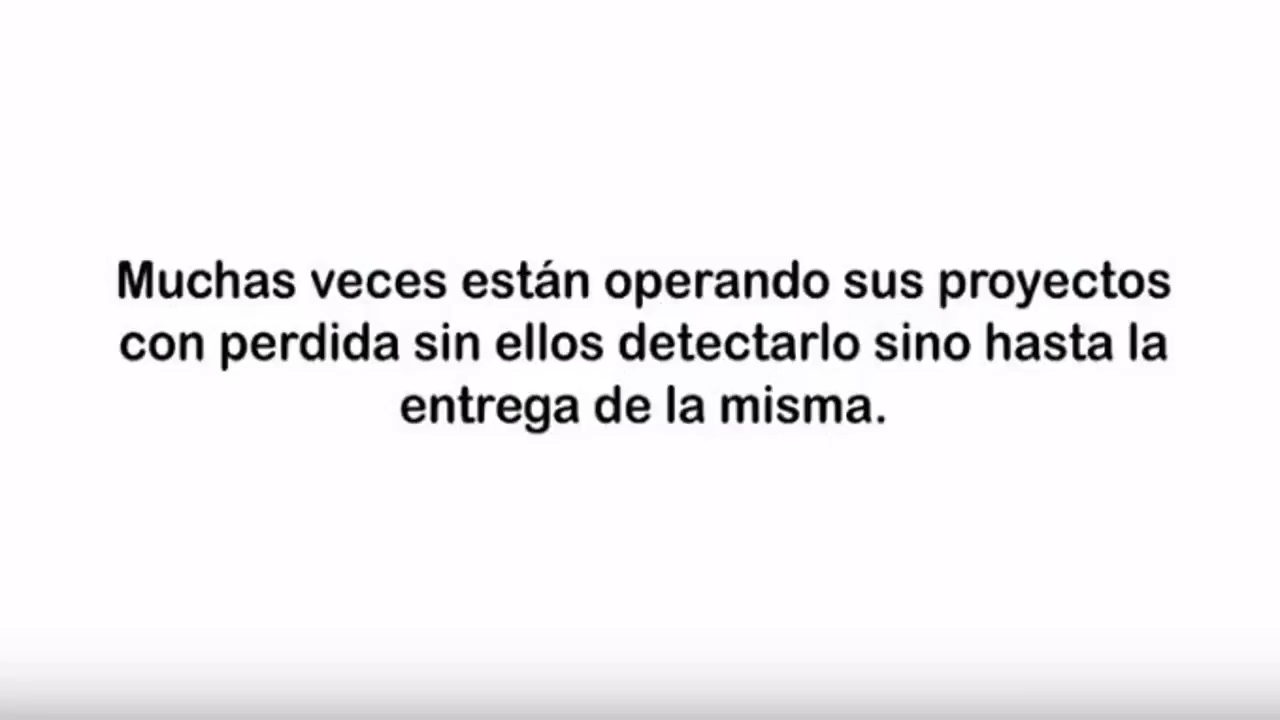 Muchas veces están operando sus proyectos
con perdida sin ellos detectarlo sino hasta la
entrega de la misma.